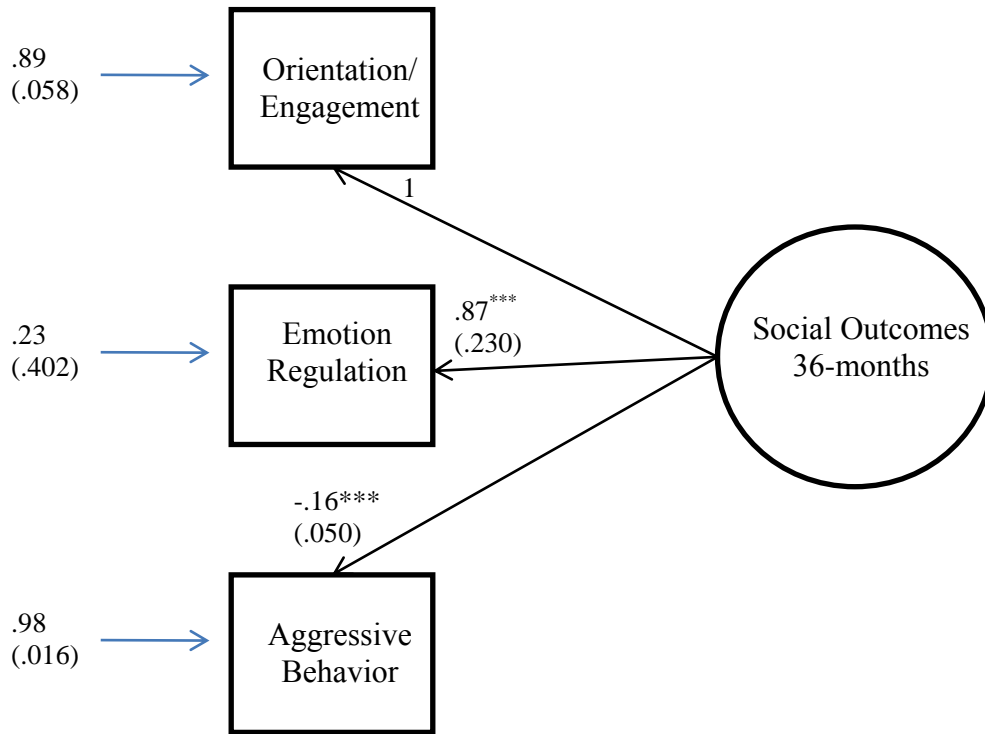 .89
(.058)
Orientation/
Engagement
1
.23
(.402)
Emotion
Regulation
.87***
(.230)
Social Outcomes
36-months
-.16***
(.050)
.98
(.016)
Aggressive
Behavior